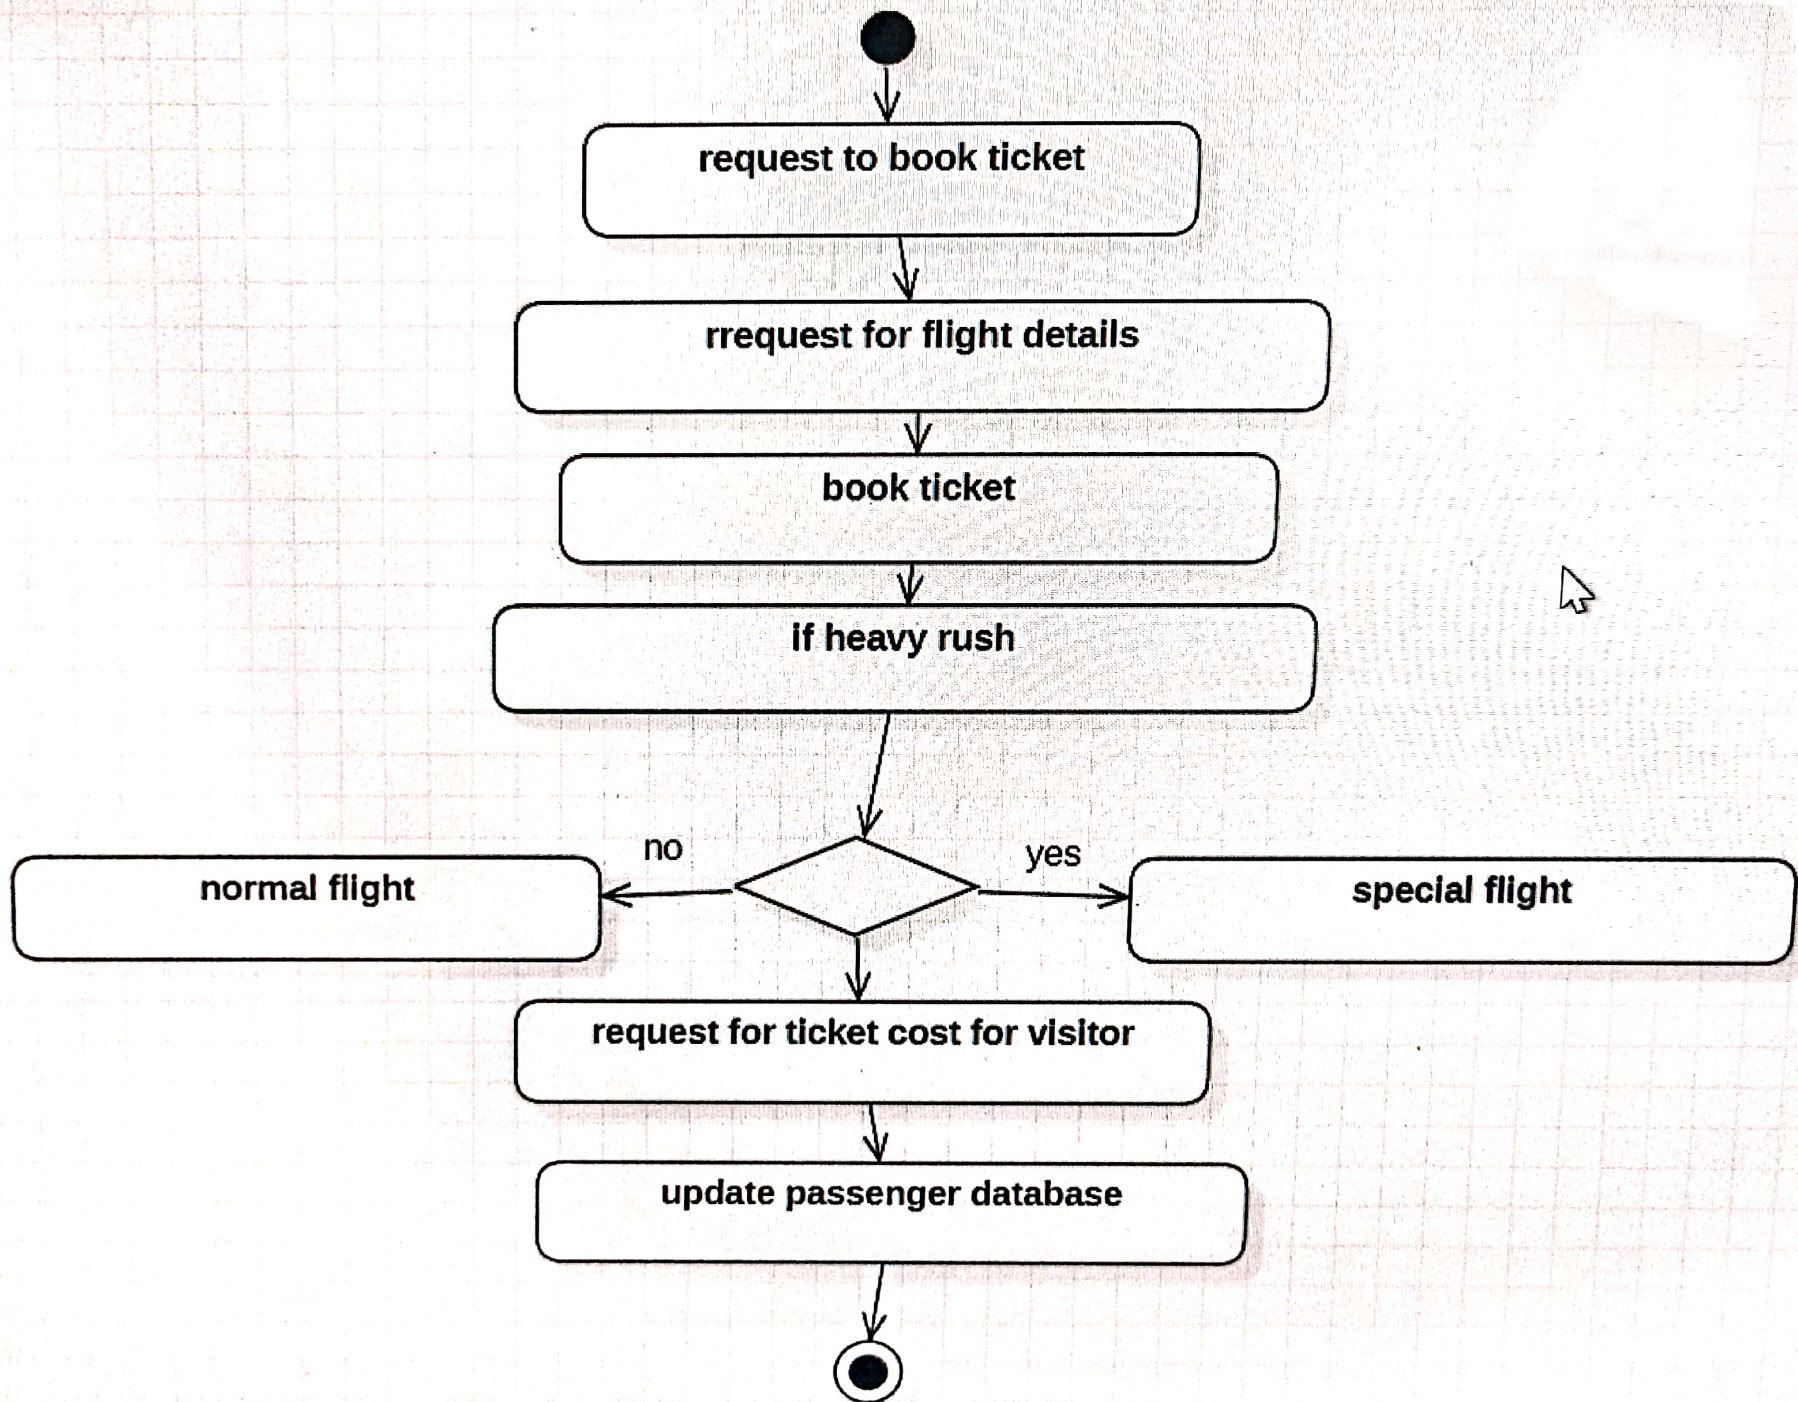 request to book ticket
rrequest for flight details
book ticket
if heavy rush
no
yes
normal flight
special flight
request for ticket cost for visitor
update passenger database